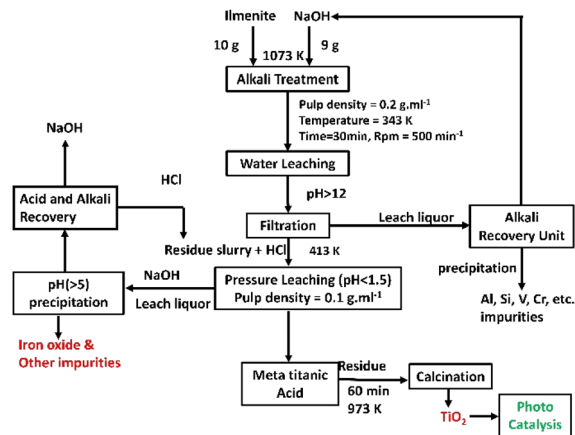 Ilmenite NaOH
10 g 9 g
1073 K
Alkali Treatment
Pulp density = 0.2 g.ml-1
Temperature = 343 K
Time=30min, Rpm = 500 min-1
NaOH
Water Leaching
HCl
pH>12
Acid and Alkali
Recovery
Filtration
Leach liquor
Alkali
Recovery Unit
Residue slurry + HCl 413 K
precipitation
Al, Si, V, Cr, etc.
impurities
pH(>5)
precipitation
NaOH
Leach liquor
Pressure Leaching (pH<1.5)
Pulp density = 0.1 g.ml-1
Iron oxide &
Other impurities
Meta titanic
Acid
Residue
60 min
973 K
Calcination
TiO2
Photo
Catalysis